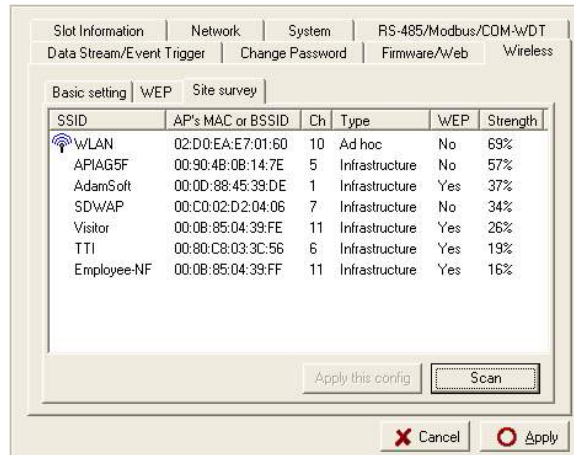 Slot Information Network System RS-485/Modbus/COM-WDT
Data Stream/Event Trigger Change Password Firmware/Web Wireless
Basic setting WEP Site survey
SSID AP's MAC or BSSID Ch Type WEP Strength
WLAN 02:D0:EA:E7:01:60 10 Ad hoc No 69%
APIAG5F 00:90:4B:0B:14:7E 5 Infrastructure No 57%
AdamSoft 00:0D:88:45:39:DE 1 Infrastructure Yes 37%
SDWAP 00:C0:02:D2:04:06 7 Infrastructure No 34%
Visitor 00:0B:85:04:39:FE 11 Infrastructure Yes 26%
TTI 00:80:C8:03:3C:56 6 Infrastructure Yes 19%
Employee-NF 00:0B:85:04:39:FF 11 Infrastructure Yes 16%
Apply this config Scan
Cancel Apply